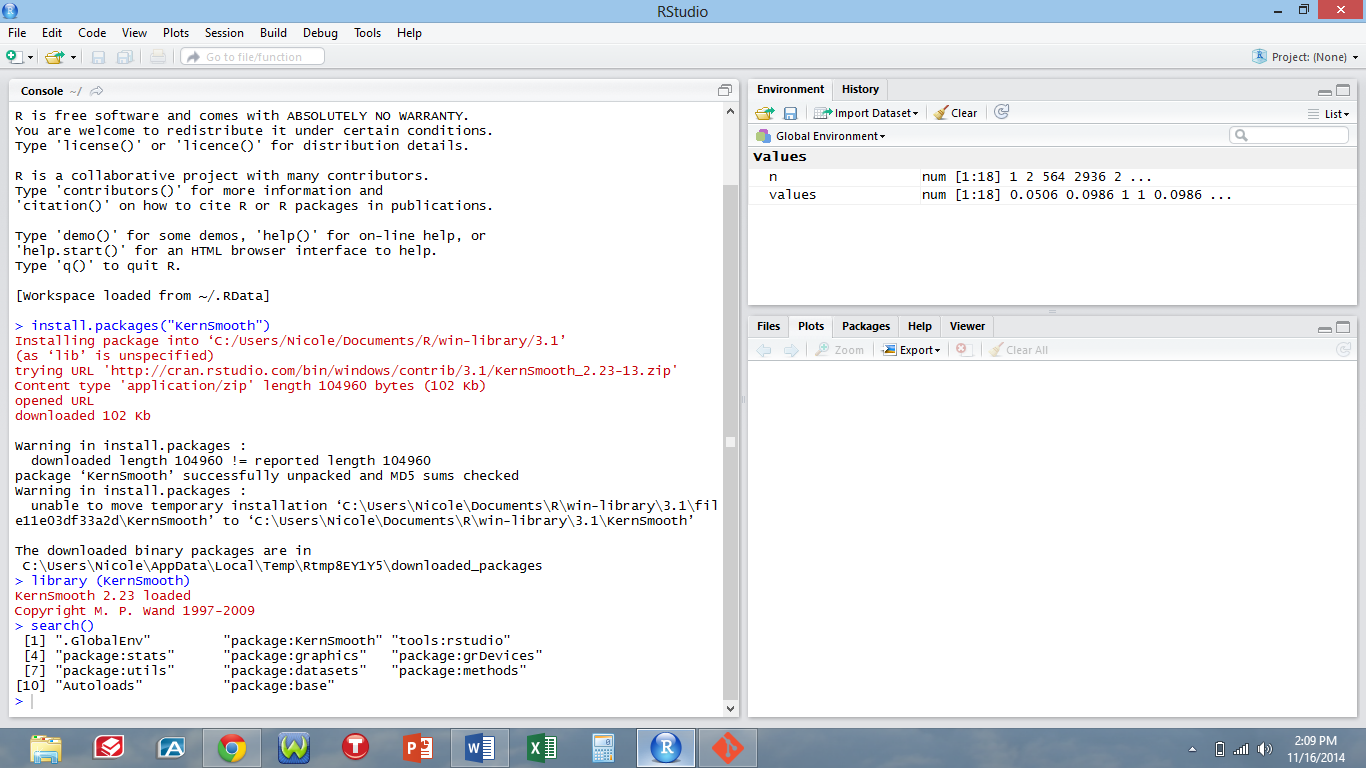 RStudio
File Edit Code View Plots Session Build Debug Tools Help
Go to file/function
Project: (None)
Console ~/
R is free software and comes with ABSOLUTELY NO WARRANTY.
You are welcome to redistribute it under certain conditions.
Type 'license()' or 'licence()' for distribution details.
R is a collaborative project with many contributors.
Type 'contributors()' for more information and
'citation()' on how to cite R or R packages in publications.
Type 'demo()' for some demos, 'help()' for on-line help, or
'help.start()' for an HTML browser interface to help.
Type 'q()' to quit R.
[Workspace loaded from ~/.RData]
> install.packages("KernSmooth")
Installing package into ‘C:/Users/Nicole/Documents/R/win-library/3.1’
(as ‘lib’ is unspecified)
trying URL 'http://cran.rstudio.com/bin/windows/contrib/3.1/KernSmooth_2.23-13.zip'
Content type 'application/zip' length 104960 bytes (102 Kb)
opened URL
downloaded 102 Kb
Warning in install.packages :
downloaded length 104960 != reported length 104960
package ‘KernSmooth’ successfully unpacked and MD5 sums checked
Warning in install.packages :
unable to move temporary installation ‘C:\Users\Nicole\Documents\R\win-library\3.1\fil
e11e03df33a2d\KernSmooth’ to ‘C:\Users\Nicole\Documents\R\win-library\3.1\KernSmooth’
The downloaded binary packages are in
C:\Users\Nicole\AppData\Local\Temp\Rtmp8EY1Y5\downloaded_packages
> library (KernSmooth)
KernSmooth 2.23 loaded
Copyright M. P. Wand 1997-2009
> search()
[1] ".GlobalEnv" "package:KernSmooth" "tools:rstudio"
[4] "package:stats" "package:graphics" "package:grDevices"
[7] "package:utils" "package:datasets" "package:methods"
[10] "Autoloads" "package:base"
>
Environment History
Import Dataset Clear List
Global Environment
Values
n num [1:18] 1 2 564 2936 2 ...
values num [1:18] 0.0506 0.0986 1 1 0.0986 ...
Files Plots Packages Help Viewer
Zoom Export Clear All
2:09 PM
11/16/2014